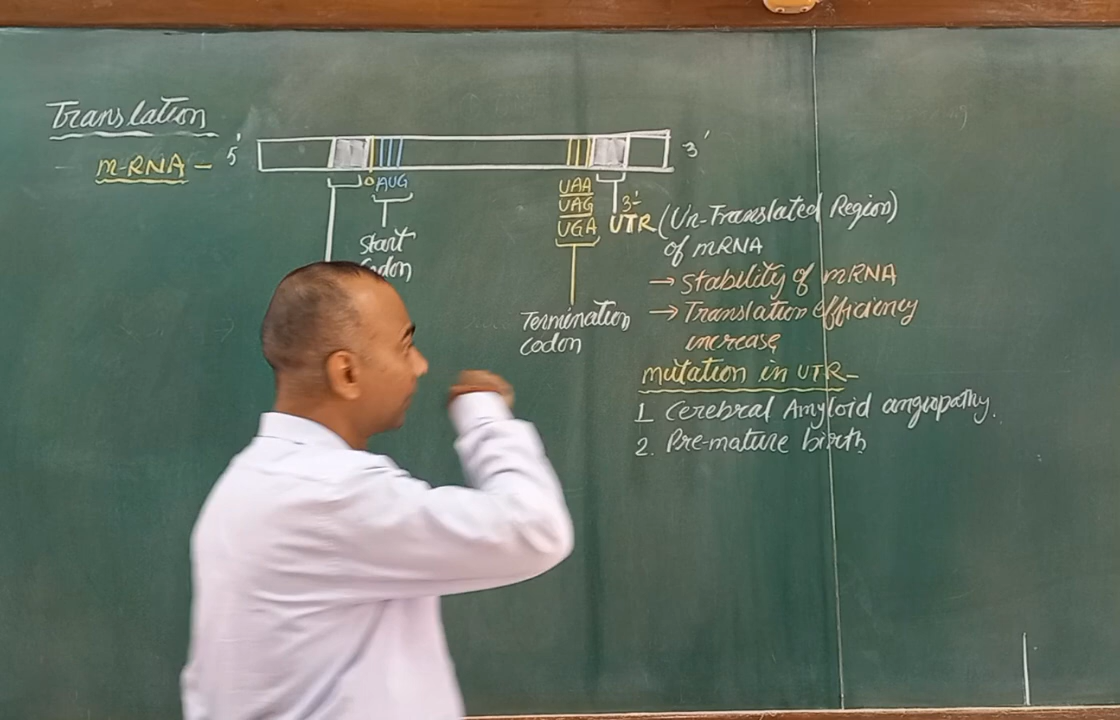 Translation
m-RNA -
5'
3'
0
AUG
Start
codon
UAA
UAG
UGA
Termination
codon
3'-
UTR (Un-Translated Region)
of mRNA
→ Stability of mRNA
→ Translation efficiency
increase
mutation in UTR-
1 Cerebral Amyloid angiopathy.
2. Pre-mature birth